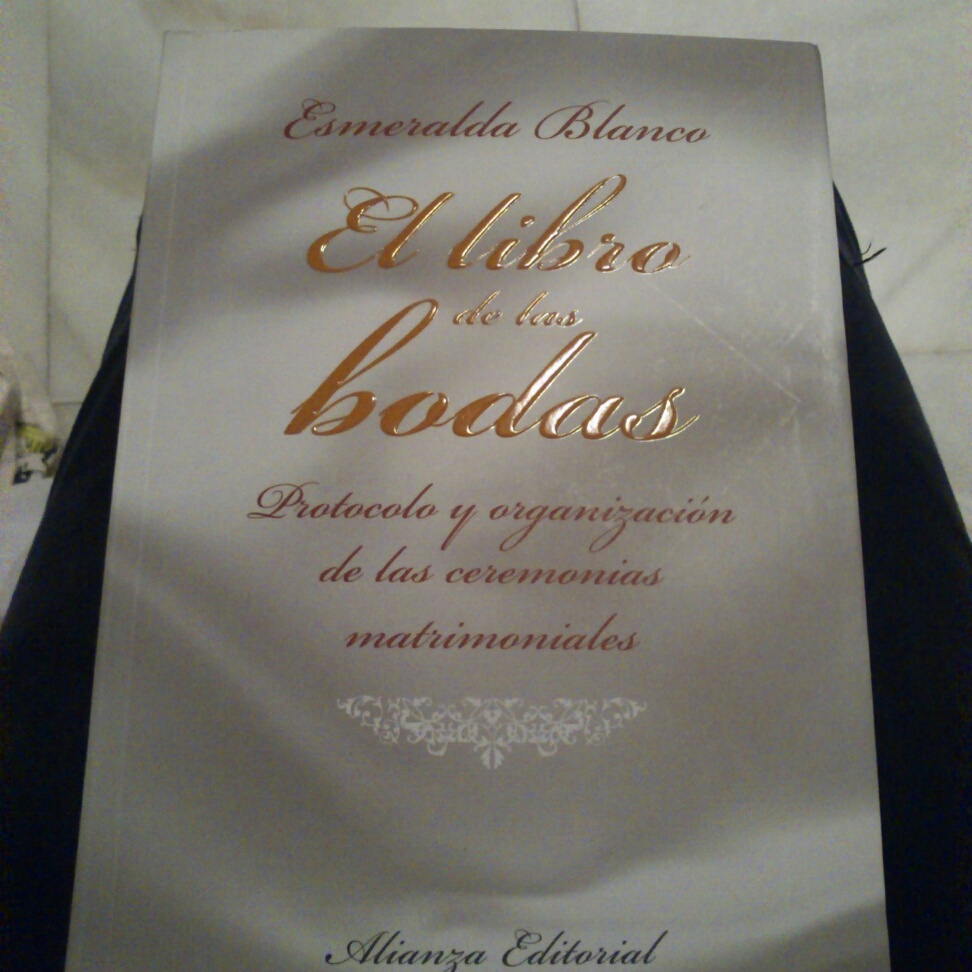 Esmeralda Blanco
El libro
de las
bodas
Protocolo y organización
de las ceremonias
matrimoniales
Alianza Editorial